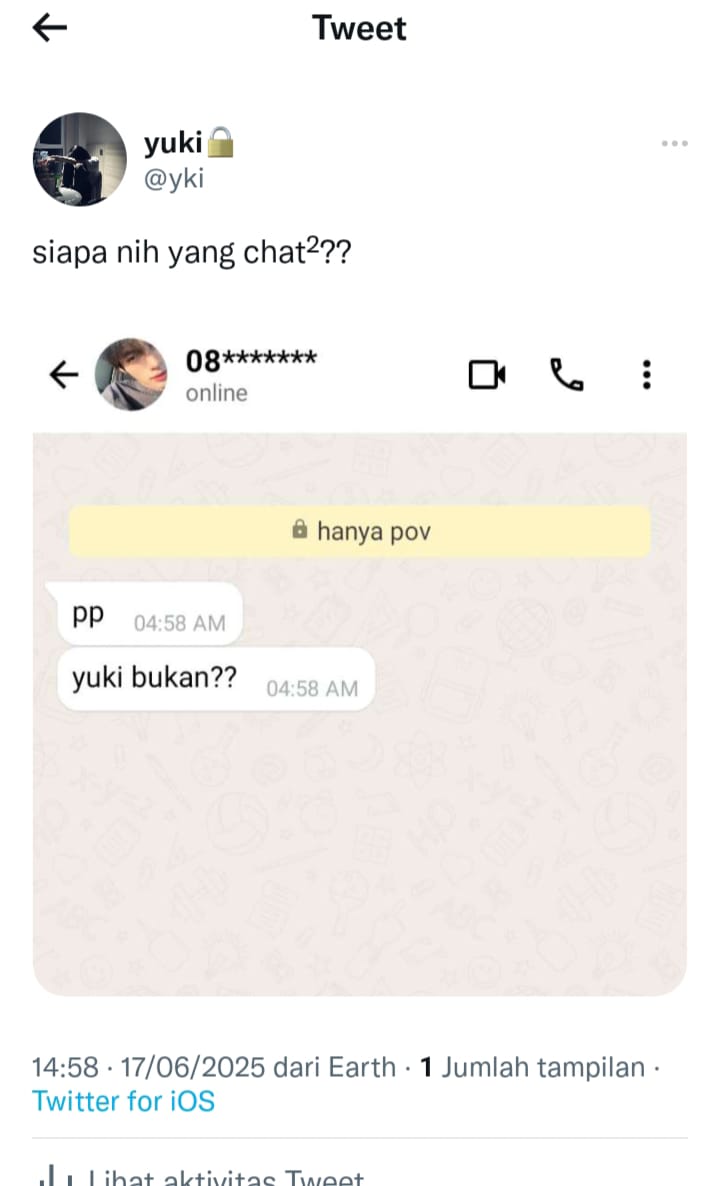 Tweet
yuki🔒
@yki
siapa nih yang chat²??
08*******
online
hanya pov
pp 04:58 AM
yuki bukan?? 04:58 AM
14:58 · 17/06/2025 dari Earth · 1 Jumlah tampilan ·
Twitter for iOS
Lihat aktivitas Tweet